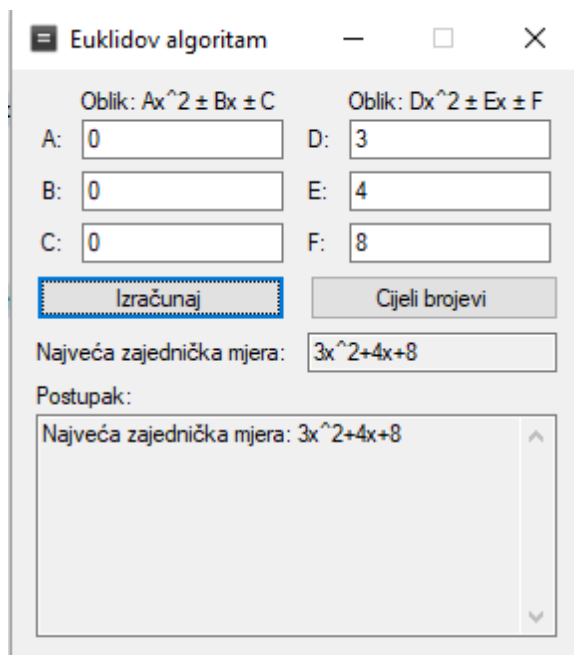 Euklidov algoritam
Oblik: Ax^2 ± Bx ± C Oblik: Dx^2 ± Ex ± F
A: 0 D: 3
B: 0 E: 4
C: 0 F: 8
Izračunaj Cijeli brojevi
Najveća zajednička mjera: 3x^2+4x+8
Postupak:
Najveća zajednička mjera: 3x^2+4x+8